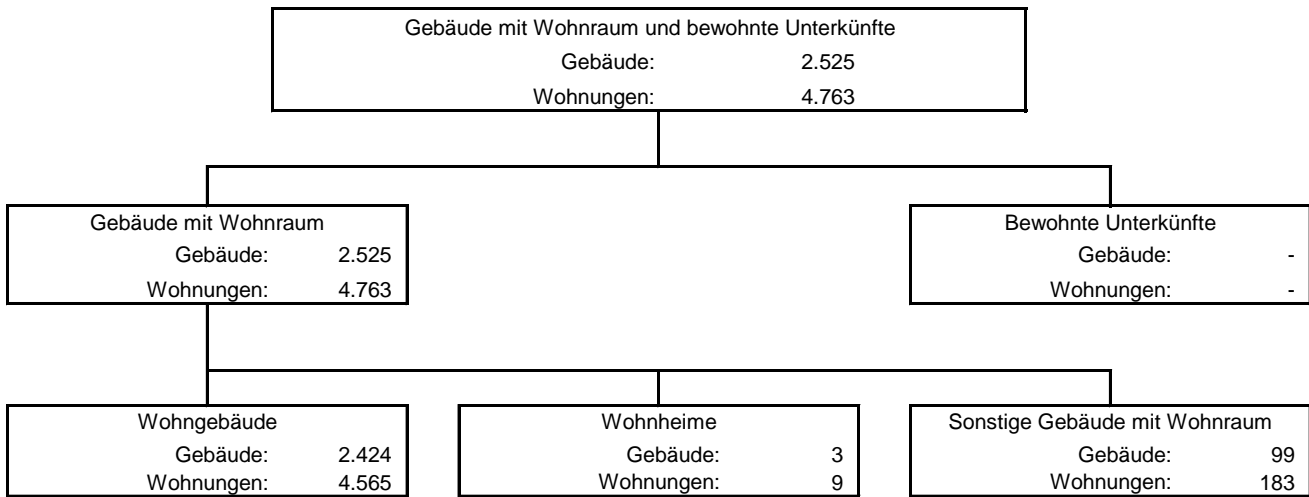 Gebäude mit Wohnraum und bewohnte Unterkünfte
Gebäude: 2.525
Wohnungen: 4.763
Gebäude mit Wohnraum
Gebäude: 2.525
Wohnungen: 4.763
Bewohnte Unterkünfte
Gebäude: -
Wohnungen: -
Wohngebäude
Gebäude: 2.424
Wohnungen: 4.565
Wohnheime
Gebäude: 3
Wohnungen: 9
Sonstige Gebäude mit Wohnraum
Gebäude: 99
Wohnungen: 183